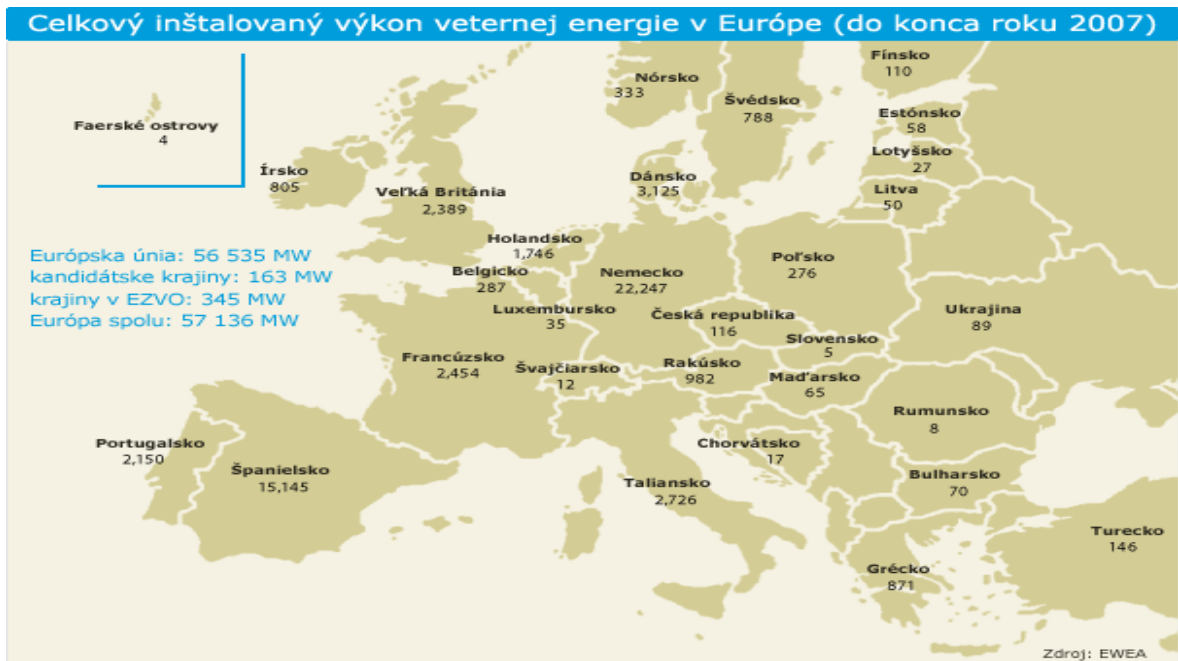 Celkový inštalovaný výkon veternej energie v Európe (do konca roku 2007)
Fínsko
110
Nórsko
333
Švédsko
788
Estónsko
58
Faerské ostrovy
4
Lotyšsko
27
Írsko
805
Dánsko
3,125
Litva
50
Veľká Británia
2,389
Holandsko
1,746
Európska únia: 56 535 MW
kandidátske krajiny: 163 MW
krajiny v EZVO: 345 MW
Európa spolu: 57 136 MW
Belgicko
287
Nemecko
22,247
Poľsko
276
Luxembursko
35
Česká republika
116
Ukrajina
89
Slovensko
5
Francúzsko
2,454
Švajčiarsko
12
Rakúsko
982
Maďarsko
65
Rumunsko
8
Portugalsko
2,150
Španielsko
15,145
Chorvátsko
17
Taliansko
2,726
Bulharsko
70
Turecko
146
Grécko
871
Zdroj: EWEA